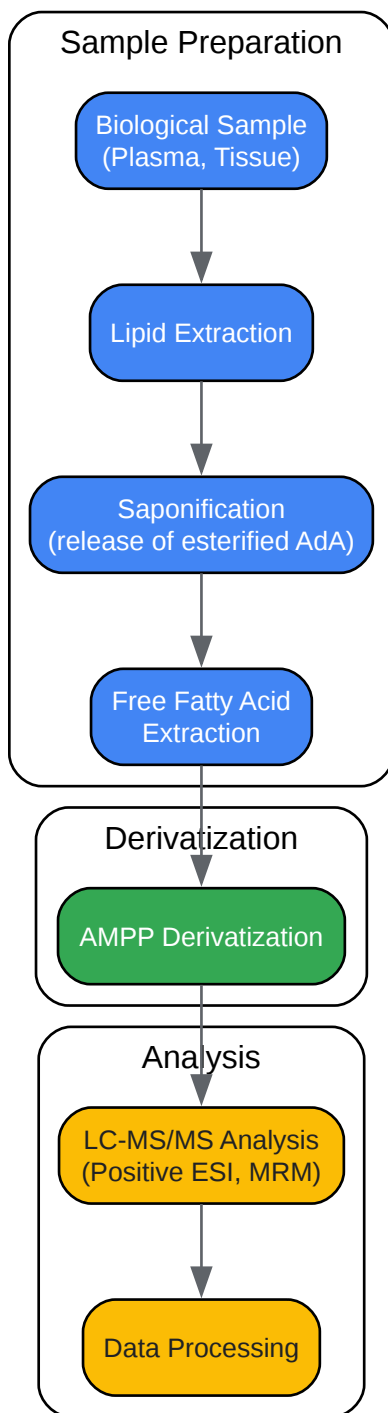 Sample Preparation
Biological Sample
(Plasma, Tissue)
Lipid Extraction
Saponification
(release of esterified AdA)
Free Fatty Acid
Extraction
Derivatization
AMPP Derivatization
Analysis
LC-MS/MS Analysis
(Positive ESI, MRM)
Data Processing